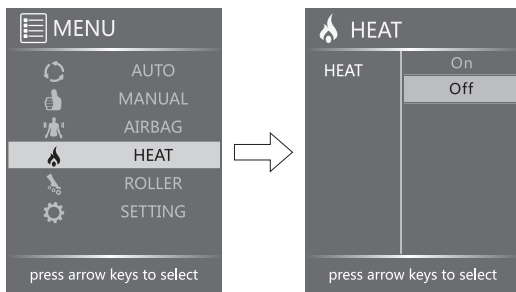 MENU
AUTO
MANUAL
AIRBAG
HEAT
ROLLER
SETTING
press arrow keys to select
HEAT
HEAT
On
Off
press arrow keys to select